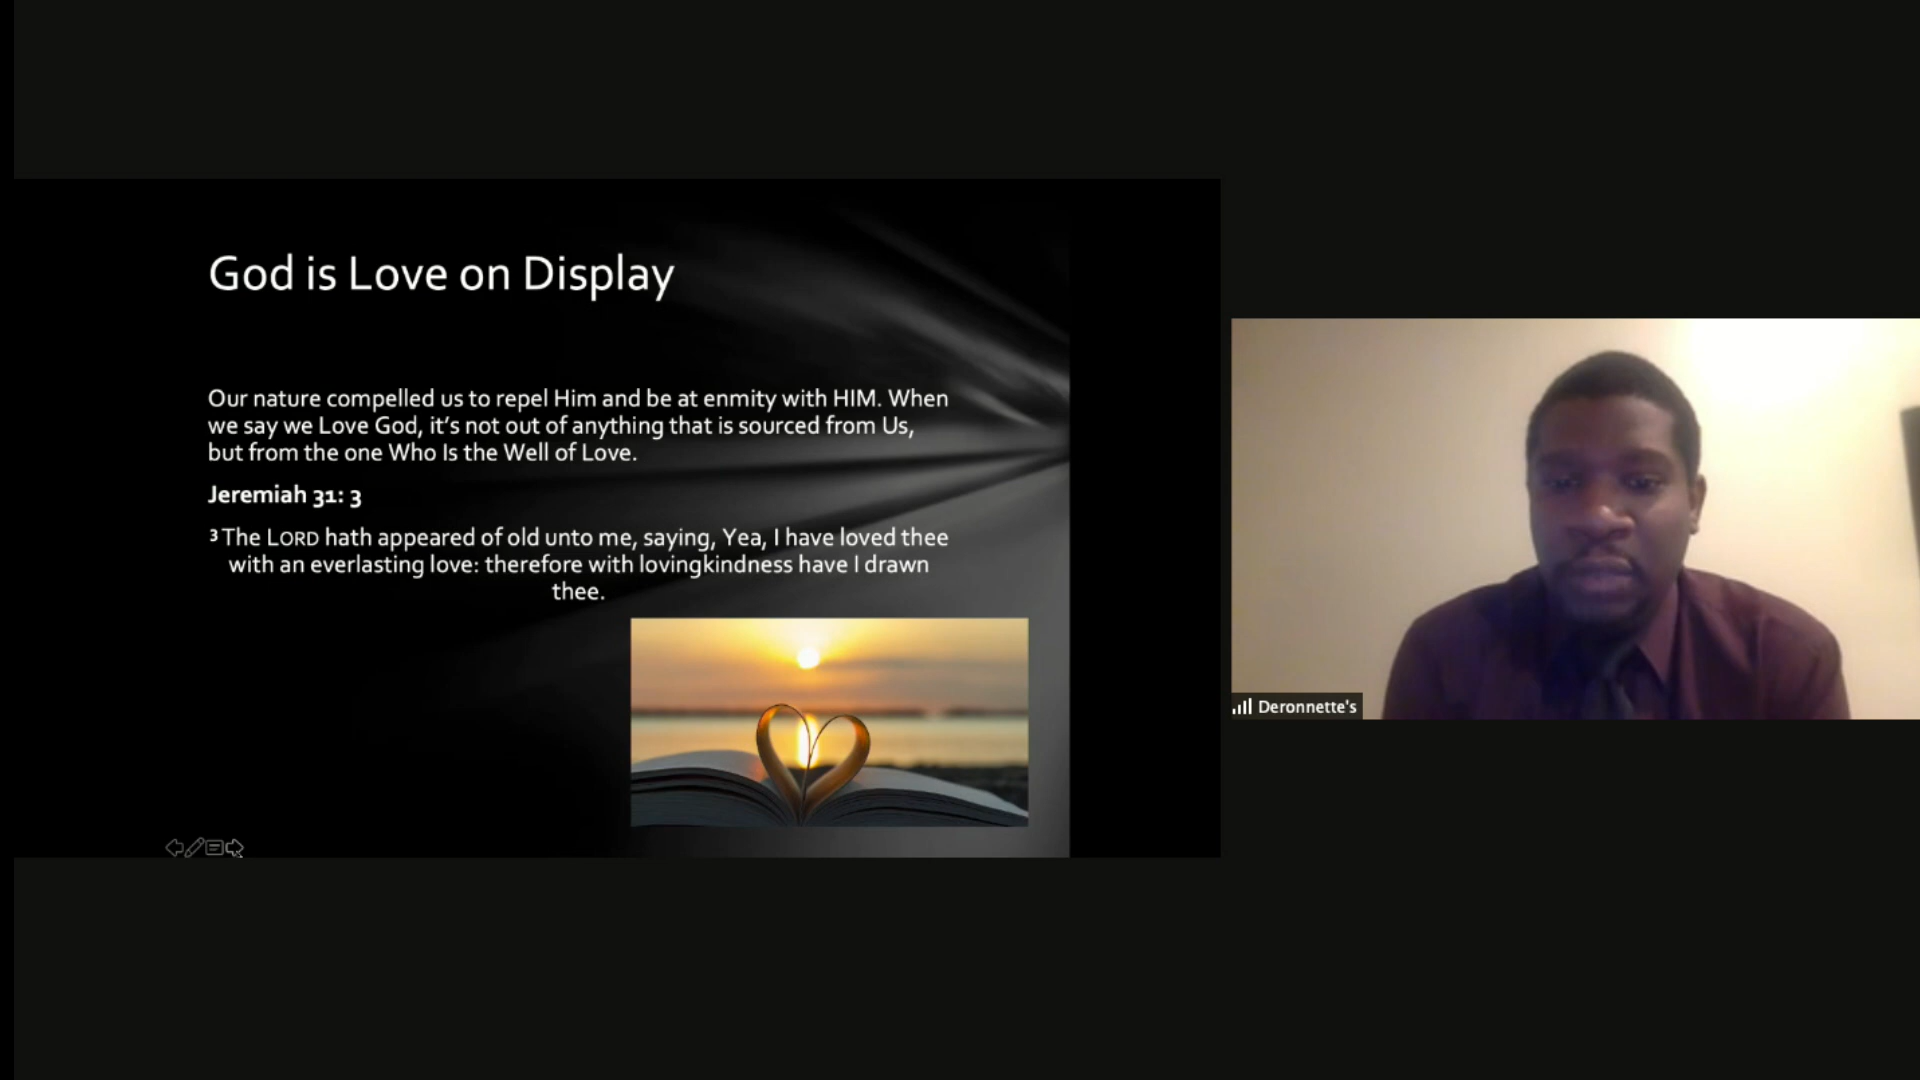 God is Love on Display
Our nature compelled us to repel Him and be at enmity with HIM. When
we say we Love God, it’s not out of anything that is sourced from Us,
but from the one Who Is the Well of Love.
Jeremiah 31: 3
3 The LORD hath appeared of old unto me, saying, Yea, I have loved thee
with an everlasting love: therefore with lovingkindness have I drawn
thee.
Deronnette's